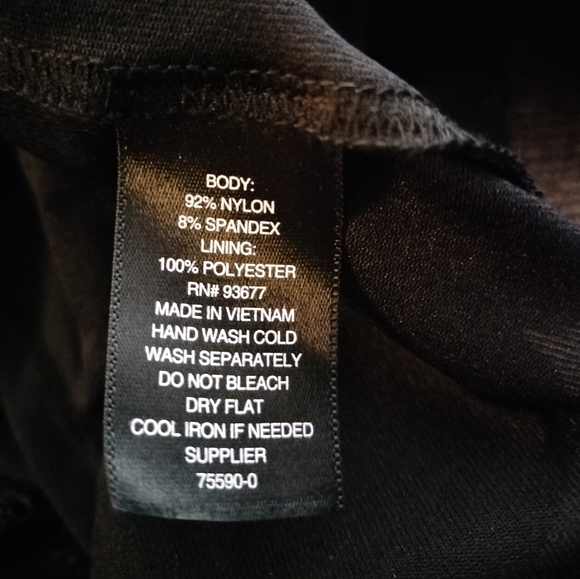 BODY:
92% NYLON
8% SPANDEX
LINING:
100% POLYESTER
RN# 93677
MADE IN VIETNAM
HAND WASH COLD
WASH SEPARATELY
DO NOT BLEACH
DRY FLAT
COOL IRON IF NEEDED
SUPPLIER
75590-0